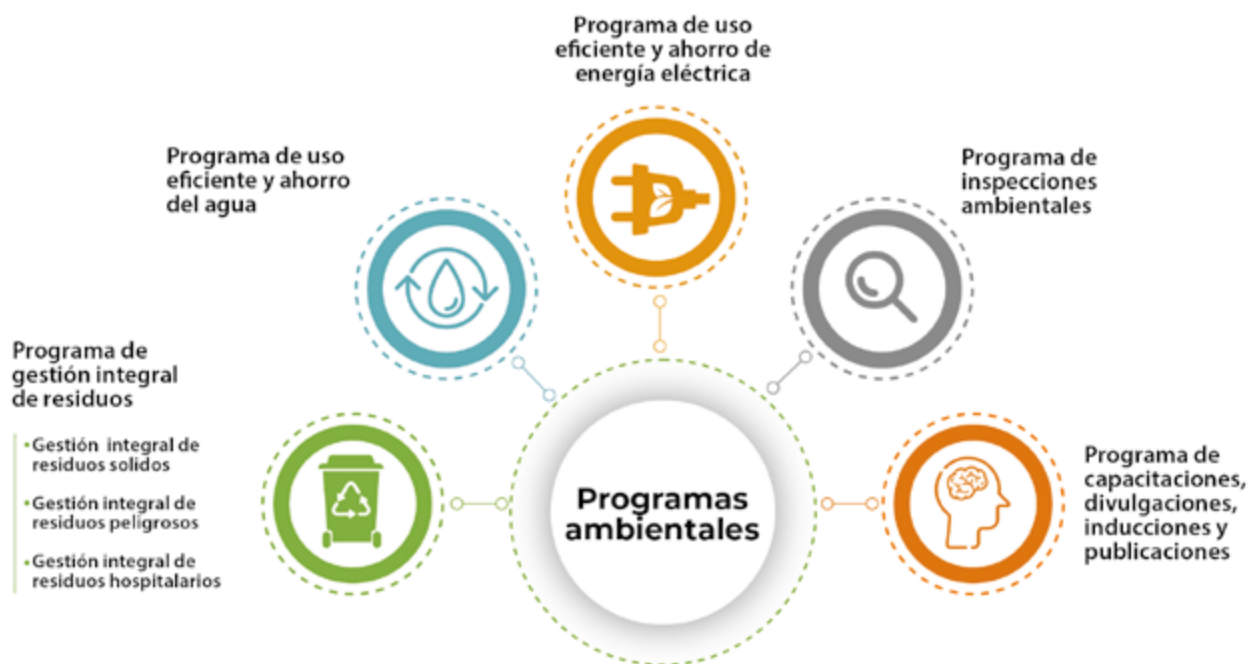 Programa de uso
eficiente y ahorro de
energía eléctrica
Programa de uso
eficiente y ahorro
del agua
Programa de
inspecciones
ambientales
Programa de
gestión integral
de residuos
•Gestión integral de
residuos solidos
•Gestión integral de
residuos peligrosos
•Gestión integral de
residuos hospitalarios
Programas
ambientales
Programa de
capacitaciones,
divulgaciones,
inducciones y
publicaciones